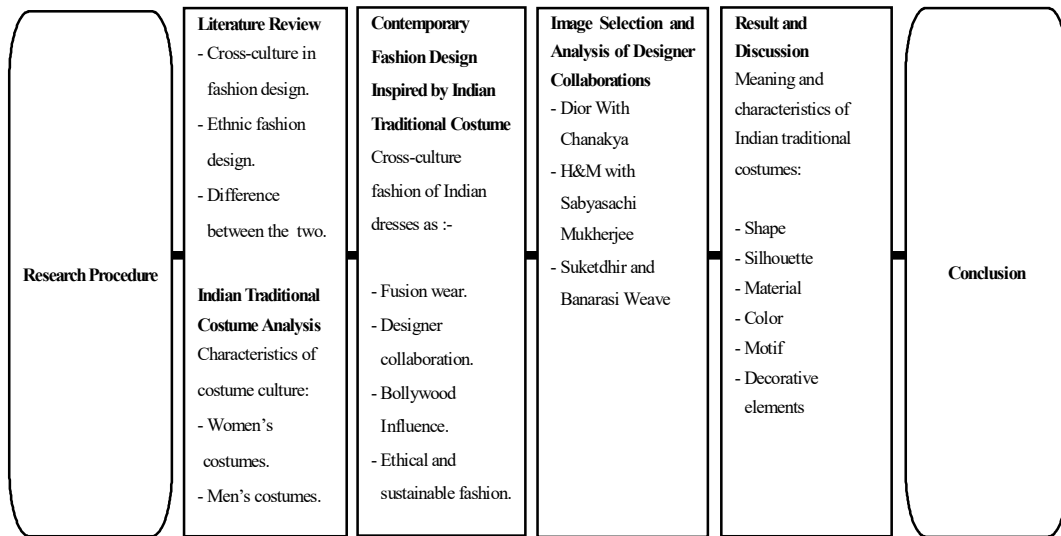 Research Procedure
Literature Review
- Cross-culture in
fashion design.
- Ethnic fashion
design.
- Difference
between the two.
Indian Traditional
Costume Analysis
Characteristics of
costume culture:
- Women's
costumes.
- Men's costumes.
Contemporary
Fashion Design
Inspired by Indian
Traditional Costume
Cross-culture
fashion of Indian
dresses as :-
- Fusion wear.
- Designer
collaboration.
- Bollywood
Influence.
- Ethical and
sustainable fashion.
Image Selection and
Analysis of Designer
Collaborations
- Dior With
Chanakya
- H&M with
Sabyasachi
Mukherjee
- Suketdhir and
Banarasi Weave
Result and
Discussion
Meaning and
characteristics of
Indian traditional
costumes:
- Shape
- Silhouette
- Material
- Color
- Motif
- Decorative
elements
Conclusion